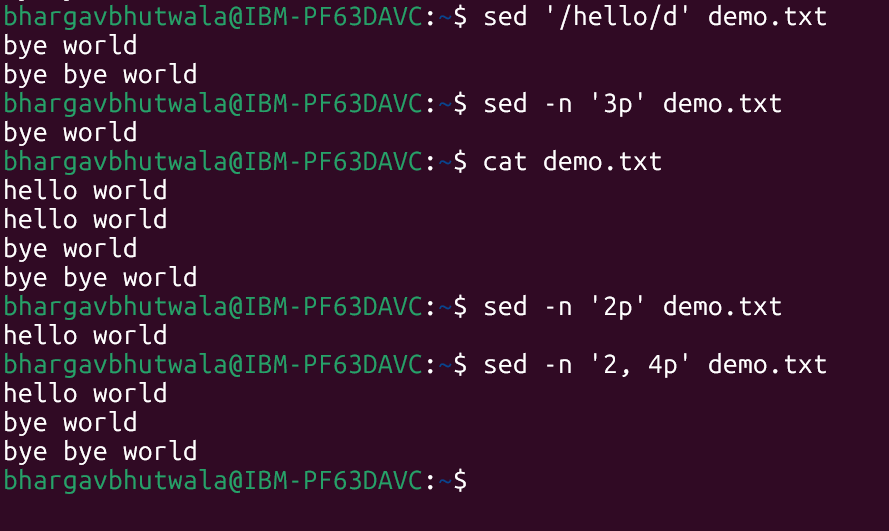 bhargavbhutwala@IBM-PF63DAVC:~$ sed '/hello/d' demo.txt
bye world
bye bye world
bhargavbhutwala@IBM-PF63DAVC:~$ sed -n '3p' demo.txt
bye world
bhargavbhutwala@IBM-PF63DAVC:~$ cat demo.txt
hello world
hello world
bye world
bye bye world
bhargavbhutwala@IBM-PF63DAVC:~$ sed -n '2p' demo.txt
hello world
bhargavbhutwala@IBM-PF63DAVC:~$ sed -n '2, 4p' demo.txt
hello world
bye world
bye bye world
bhargavbhutwala@IBM-PF63DAVC:~$